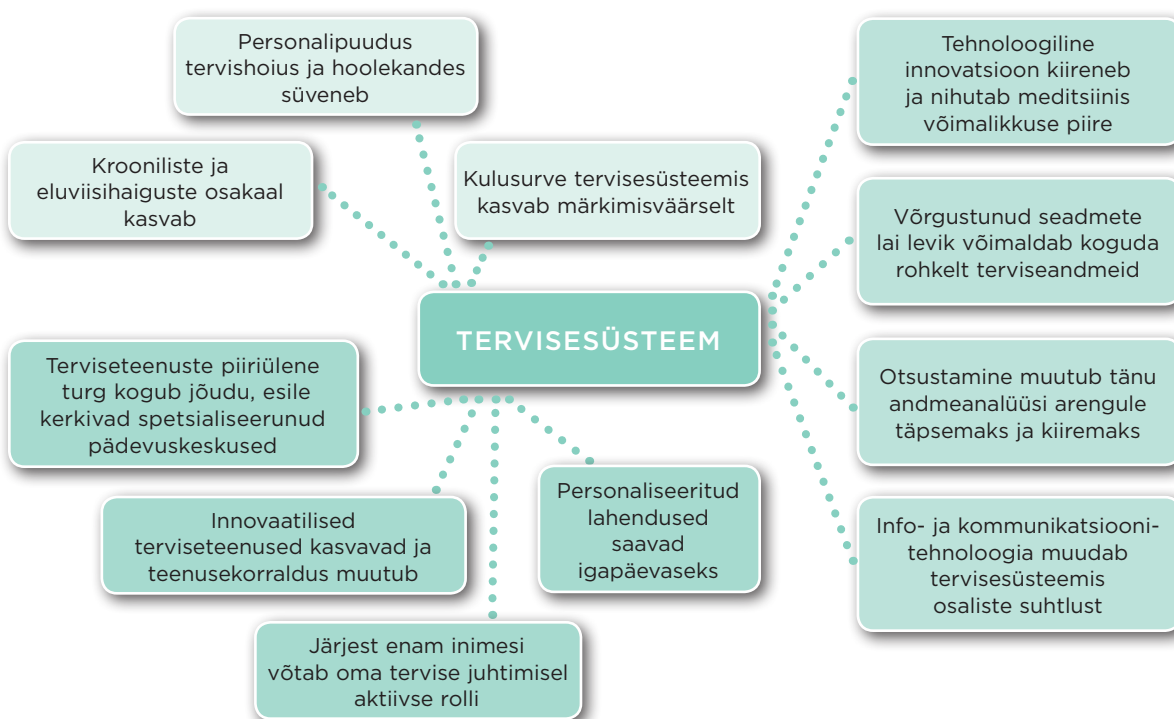 Personalipuudus
tervishoius ja hoolekandes
süveneb
Krooniliste ja
eluviisihaiguste osakaal
kasvab
Kulusurve tervisesüsteemis
kasvab märkimisväärselt
TERVISESÜSTEEM
Tehnoloogiline
innovatsioon kiireneb
ja nihutab meditsiinis
võimalikkuse piire
Võrgustunud seadmete
lai levik võimaldab koguda
rohkelt terviseandmeid
Otsustamine muutub tänu
andmeanalüüsi arengule
täpsemaks ja kiiremaks
Info- ja kommunikatsiooni-
tehnoloogia muudab
tervisesüsteemis
osaliste suhtlust
Terviseteenuste piiriülene
turg kogub jõudu, esile
kerkivad spetsialiseerunud
pädevuskeskused
Innovaatilised
terviseteenused kasvavad ja
teenusekorraldus muutub
Personaliseeritud
lahendused
saavad
igapäevaseks
Järjest enam inimesi
võtab oma tervise juhtimisel
aktiivse rolli